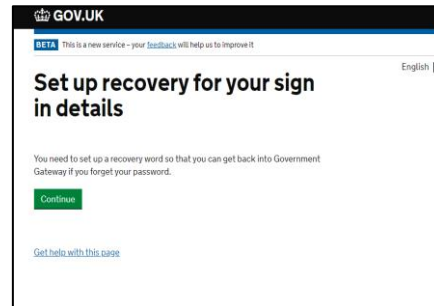 GOV.UK
BETA This is a new service – your feedback will help us to improve it
English
Set up recovery for your sign
in details
You need to set up a recovery word so that you can get back into Government
Gateway if you forget your password.
Continue
Get help with this page